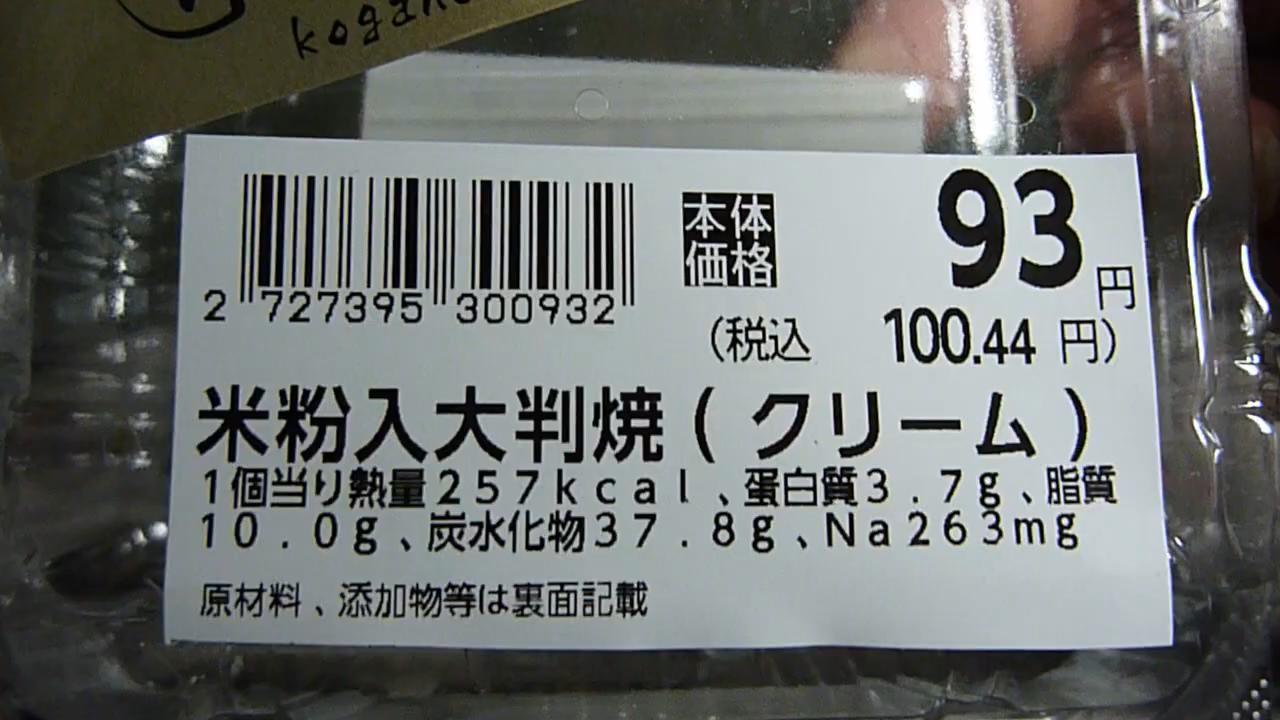 2 727395 300932
本体
価格
93円
(税込 100.44 円)
米粉入大判焼(クリーム)
1個当り熱量257kcal、蛋白質3.7g、脂質
10.0g、炭水化物37.8g、Na263mg
原材料、添加物等は裏面記載